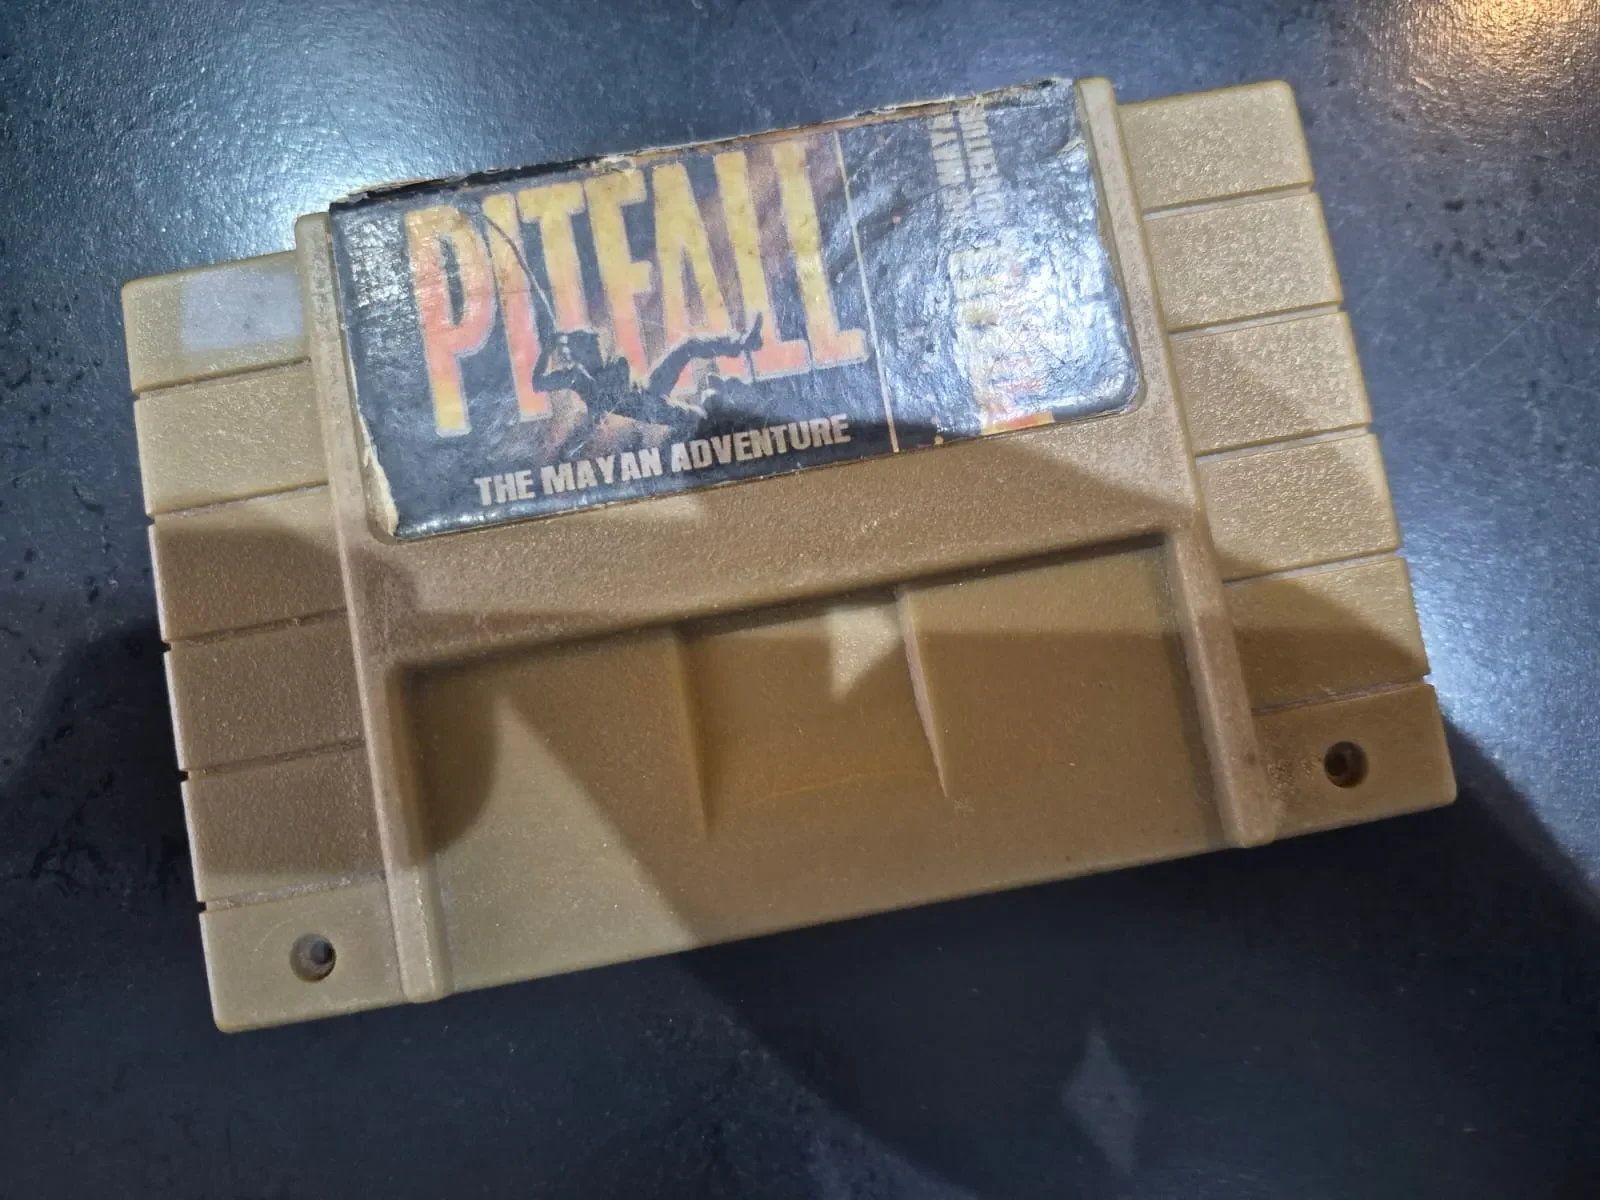 PITFALL
THE MAYAN ADVENTURE